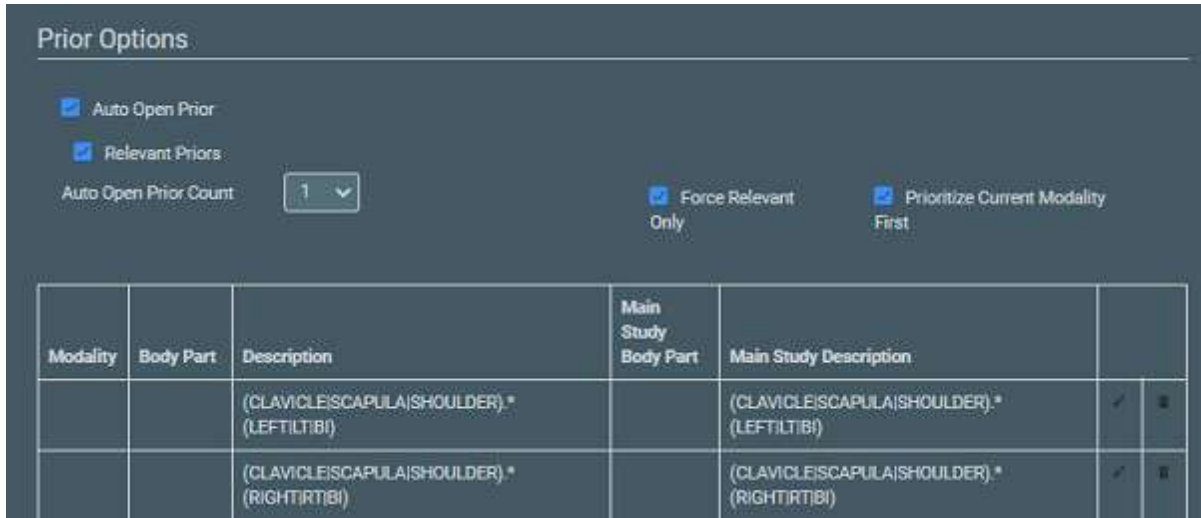 Prior Options
Auto Open Prior
Relevant Priors
Auto Open Prior Count 1
Force Relevant
Only
Prioritize Current Modality
First
Modality
Body Part
Description
Main
Study
Body Part
Main Study Description
(CLAVICLE|SCAPULA|SHOULDER).*
(LEFT|LT|BI)
(CLAVICLE|SCAPULA|SHOULDER).*
(LEFT|LT|BI)
(CLAVICLE|SCAPULA|SHOULDER).*
(RIGHT|RT|BI)
(CLAVICLE|SCAPULA|SHOULDER).*
(RIGHT|RT|BI)